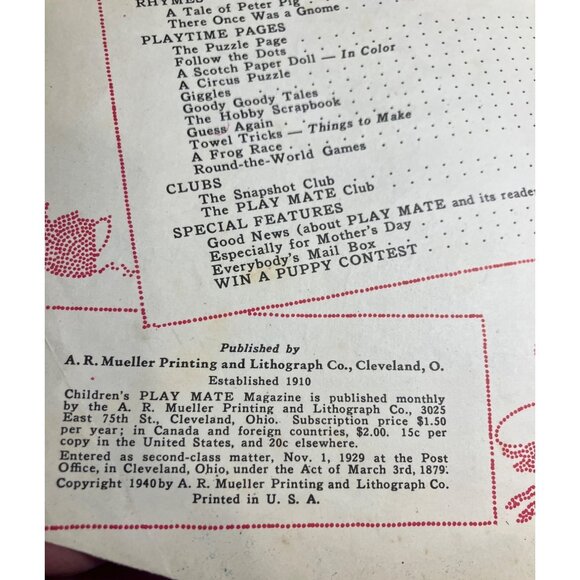 RHYMES
A Tale of Peter Pig
There Once Was a Gnome
PLAYTIME PAGES
The Puzzle Page
Follow the Dots
A Scotch Paper Doll — In Color
A Circus Puzzle
Giggles
Goody Goody Tales
The Hobby Scrapbook
Guess Again
Towel Tricks — Things to Make
A Frog Race
Round-the-World Games
CLUBS
The Snapshot Club
The PLAY MATE Club
SPECIAL FEATURES
Good News (about PLAY MATE and its reade
Especially for Mother's Day
Everybody's Mail Box
WIN A PUPPY CONTEST
Published by
A. R. Mueller Printing and Lithograph Co., Cleveland, O.
Established 1910
Children's PLAY MATE Magazine is published monthly
by the A. R. Mueller Printing and Lithograph Co., 3025
East 75th St., Cleveland, Ohio. Subscription price $1.50
per year; in Canada and foreign countries, $2.00. 15c per
copy in the United States, and 20c elsewhere.
Entered as second-class matter, Nov. 1, 1929 at the Post
Office, in Cleveland, Ohio, under the Act of March 3rd, 1879.
Copyright 1940 by A. R. Mueller Printing and Lithograph Co.
Printed in U. S. A.